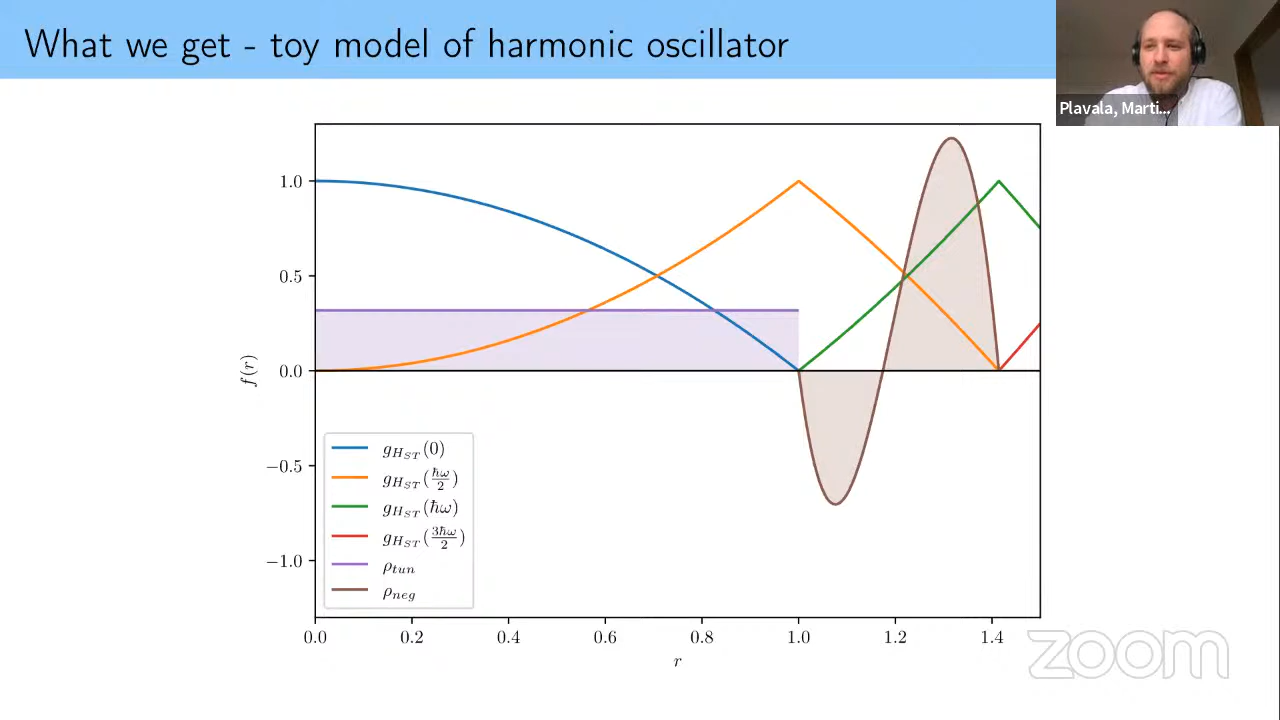 What we get - toy model of harmonic oscillator
Plavala, Marti...
1.0
0.5
0.0
−0.5
−1.0
f(r)
g_{H_{ST}}(0)
g_{H_{ST}}(\frac{ħω}{2})
g_{H_{ST}}(ħω)
g_{H_{ST}}(\frac{3ħω}{2})
ρ_{tun}
ρ_{neg}
0.0 0.2 0.4 0.6 0.8 1.0 1.2 1.4
r
zoom